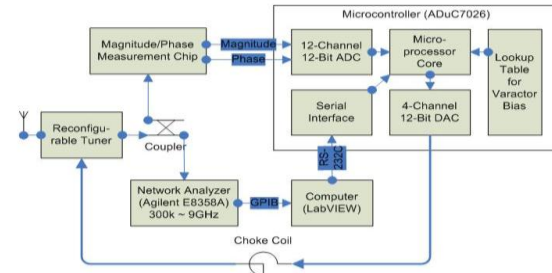 Microcontroller (ADuC7026)
Magnitude/Phase
Measurement Chip
Magnitude
Phase
12-Channel
12-Bit ADC
Micro-
processor
Core
Lookup
Table
for
Varactor
Bias
Serial
Interface
4-Channel
12-Bit DAC
Reconfigu-
rable Tuner
Coupler
RS-
232C
Network Analyzer
(Agilent E8358A)
300k ~ 9GHz
GPIB
Computer
(LabVIEW)
Choke Coil